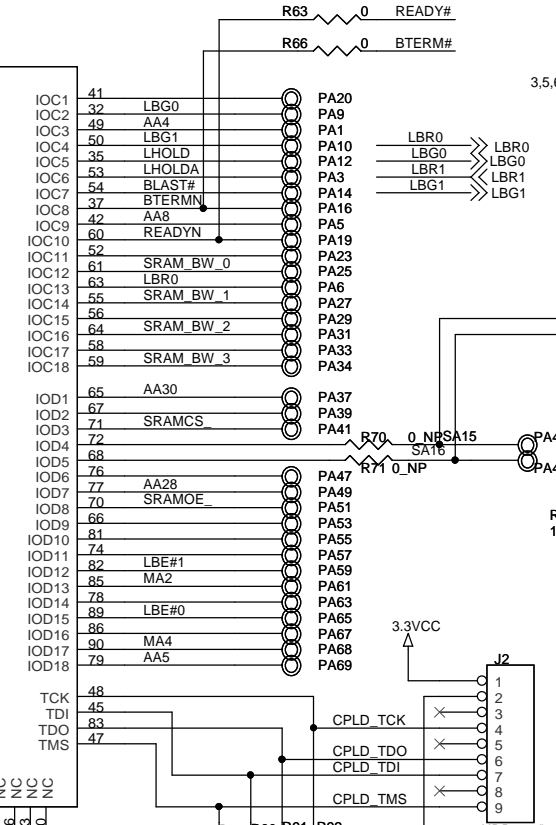 R63 0 READY#
R66 0 BTERM#
3,5,6
IOC1 41 PA20
IOC2 32 LBG0 PA9
IOC3 49 AA4 PA1
IOC4 50 LBG1 PA10 LBR0 LBR0
IOC5 35 LHOLD PA12 LBG0 LBG0
IOC6 53 LHOLDA PA3 LBR1 LBR1
IOC7 54 BLAST# PA14 LBG1 LBG1
IOC8 37 BTERMN PA16
IOC9 42 AA8 PA5
IOC10 60 READYN PA19
IOC11 52 PA23
IOC12 61 SRAM_BW_0 PA25
IOC13 63 LBR0 PA6
IOC14 55 SRAM_BW_1 PA27
IOC15 56 PA29
IOC16 64 SRAM_BW_2 PA31
IOC17 58 PA33
IOC18 59 SRAM_BW_3 PA34
IOD1 65 AA30 PA37
IOD2 67 PA39
IOD3 71 SRAMCS_ PA41
IOD4 72 R70 0_NP SA15 PA4
IOD5 68 R71 0_NP SA16 PA4
IOD6 76 PA47
IOD7 77 AA28 PA49
IOD8 70 SRAMOE_ PA51
IOD9 66 PA53
IOD10 81 PA55
IOD11 74 PA57
IOD12 82 LBE#1 PA59
IOD13 85 MA2 PA61
IOD14 78 PA63
IOD15 89 LBE#0 PA65
IOD16 86 PA67
IOD17 90 MA4 PA68
IOD18 79 AA5 PA69
R
1
3.3VCC
J2
TCK 48
TDI 45
TDO 83
TMS 47
CPLD_TCK
CPLD_TDO
CPLD_TDI
CPLD_TMS
1
2
3
4
5
6
7
8
9
NC NC NC NC